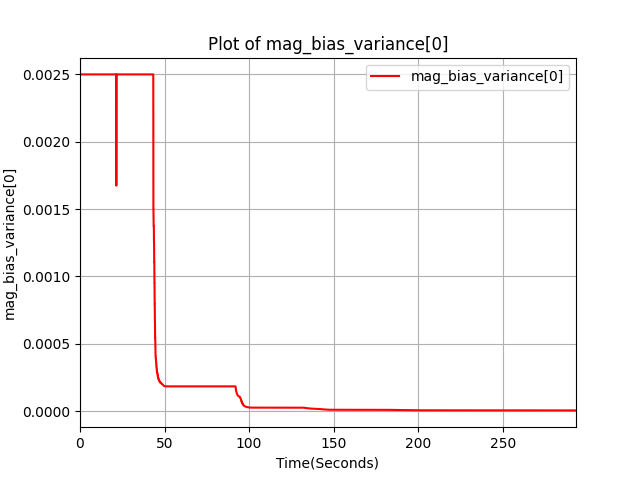 Plot of mag_bias_variance[0]
mag_bias_variance[0]
mag_bias_variance[0]
0.0025
0.0020
0.0015
0.0010
0.0005
0.0000
0 50 100 150 200 250
Time(Seconds)